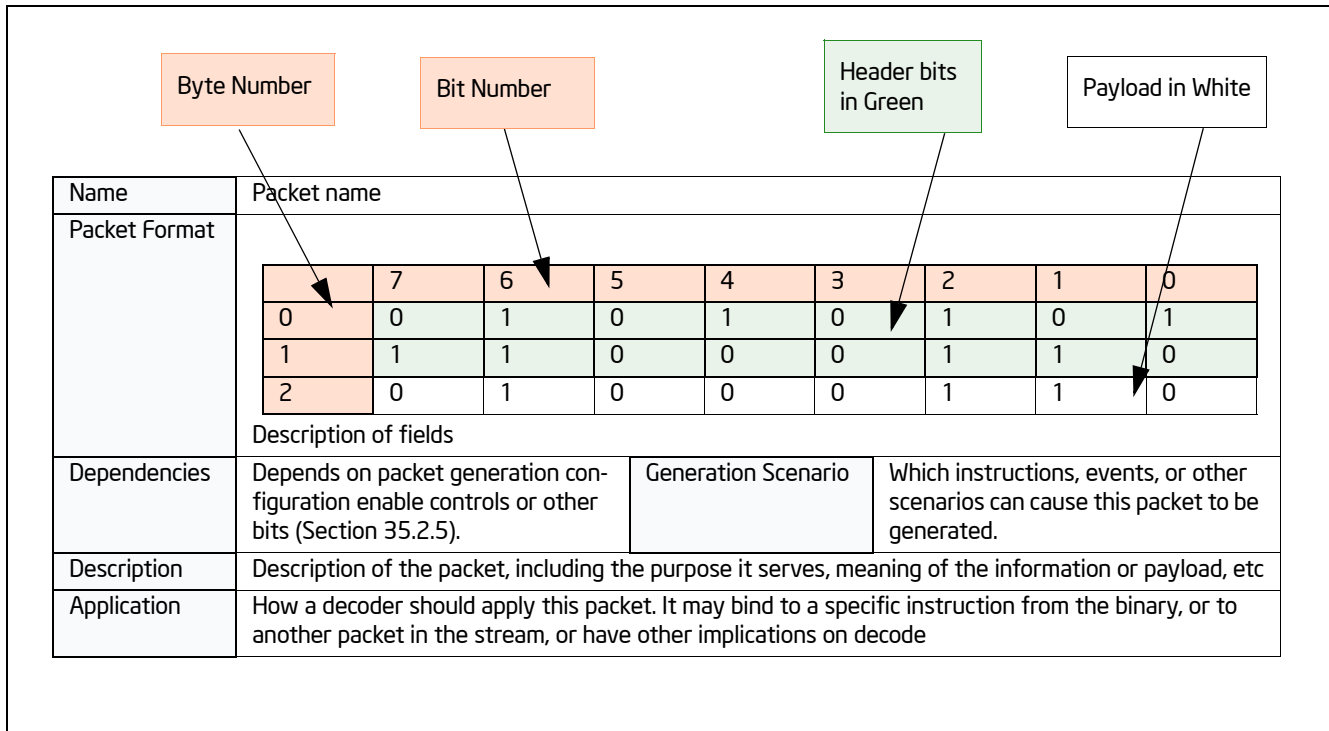 Byte Number
Bit Number
Header bits
in Green
Payload in White
Name Packet name
Packet Format
7 6 5 4 3 2 1 0
0 0 1 0 1 0 1 0 1
1 1 1 0 0 0 1 1 0
2 0 1 0 0 0 1 1 0
Description of fields
Dependencies
Depends on packet generation con-
figuration enable controls or other
bits (Section 35.2.5).
Generation Scenario
Which instructions, events, or other
scenarios can cause this packet to be
generated.
Description Description of the packet, including the purpose it serves, meaning of the information or payload, etc
Application How a decoder should apply this packet. It may bind to a specific instruction from the binary, or to
another packet in the stream, or have other implications on decode